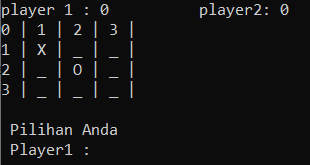 player 1 : 0 player2: 0
0 | 1 | 2 | 3 |
1 | X | _ | _ |
2 | _ | O | _ |
3 | _ | _ | _ |
Pilihan Anda
Player1 :